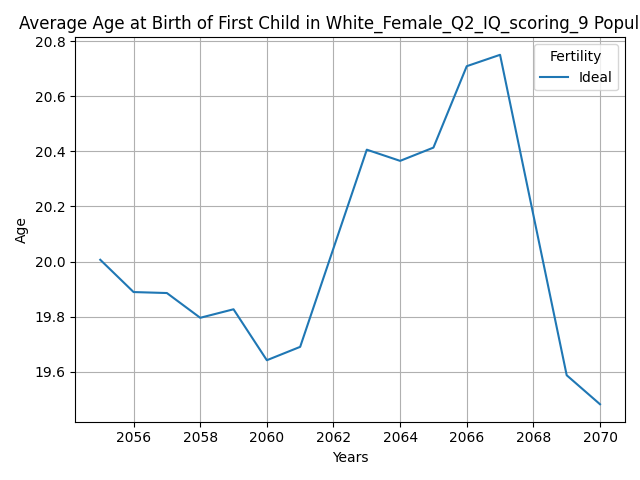 Average Age at Birth of First Child in White_Female_Q2_IQ_scoring_9 Popul
20.8
20.6
20.4
20.2
20.0
19.8
19.6
Age
Fertility
Ideal
2056 2058 2060 2062 2064 2066 2068 2070
Years